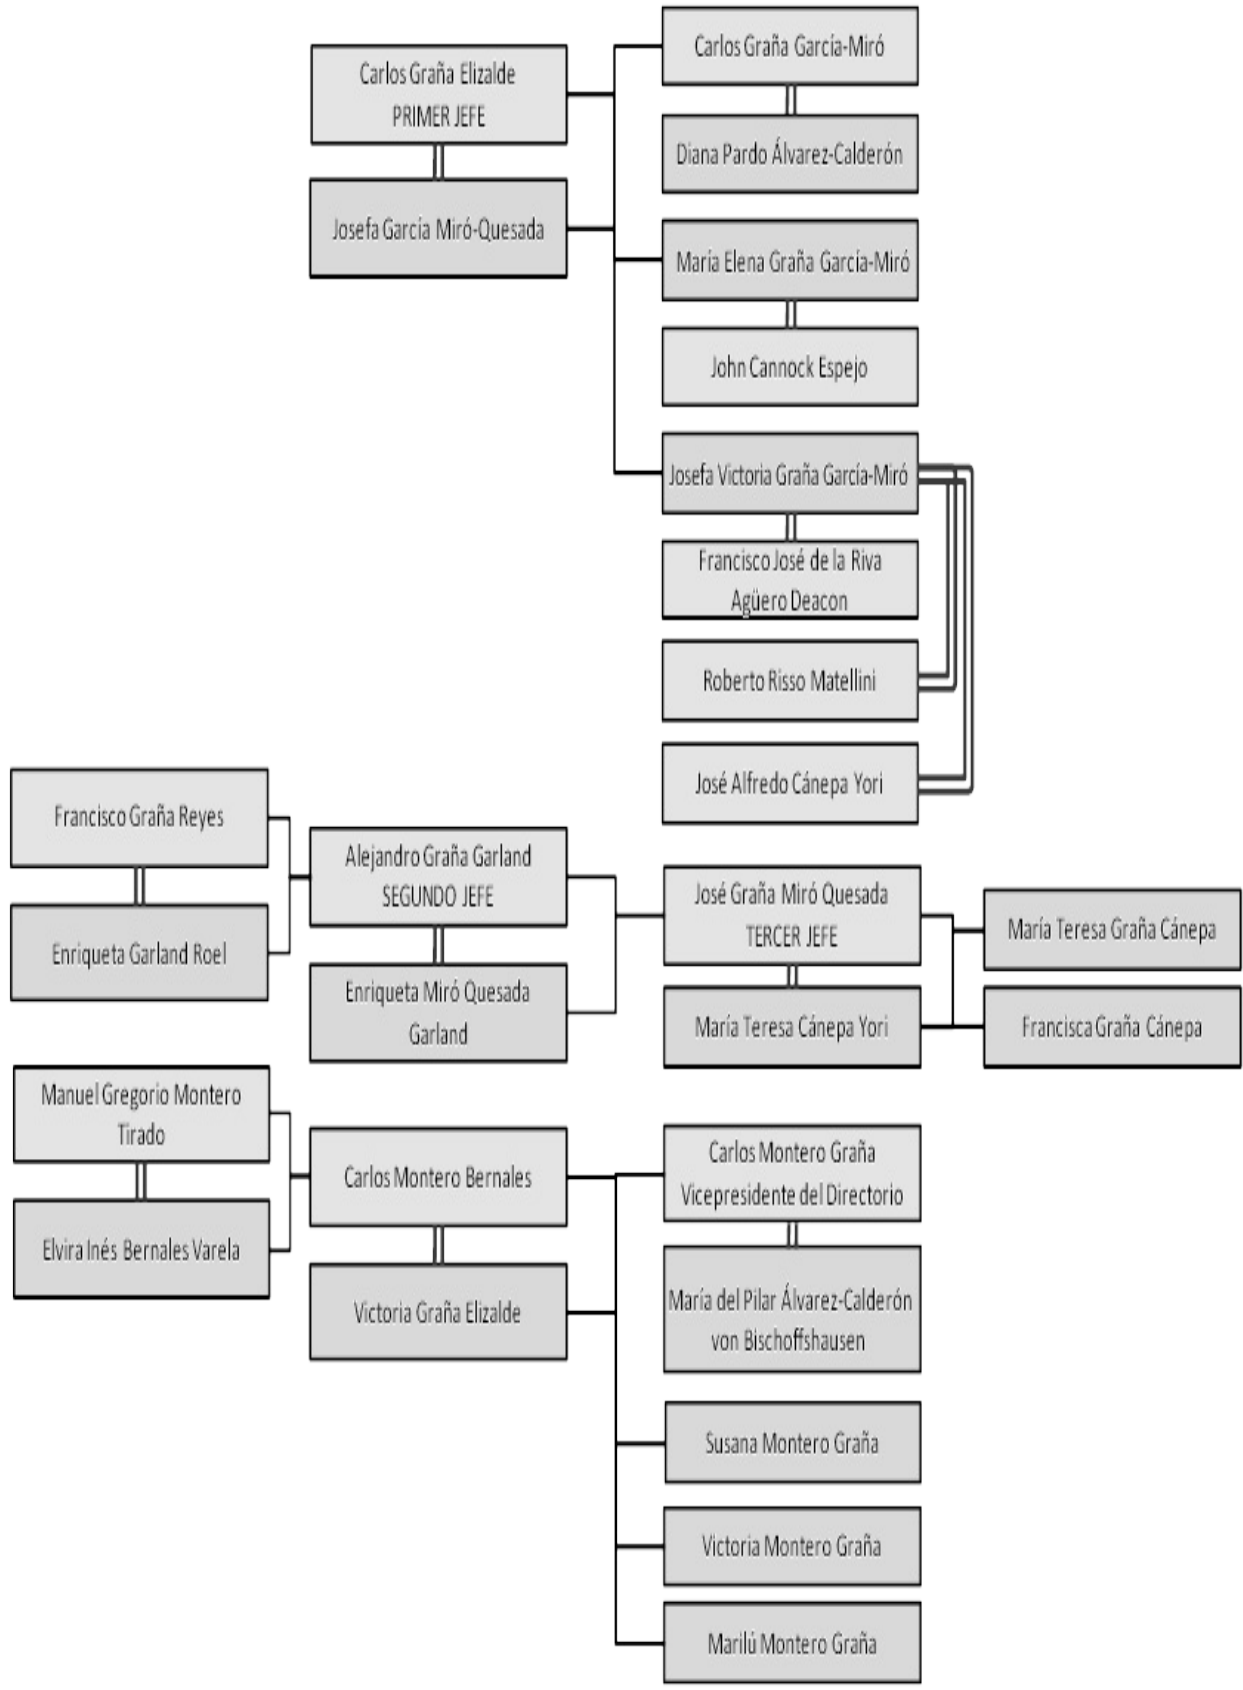 Carlos Graña García-Miró
Carlos Graña Elizalde
PRIMER JEFE
Diana Pardo Álvarez-Calderón
Josefa García Miró-Quesada
María Elena Graña García-Miró
John Cannock Espejo
Josefa Victoria Graña García-Miró
Francisco José de la Riva
Agüero Deacon
Roberto Risso Matellini
José Alfredo Cánepa Yori
Francisco Graña Reyes
Enriqueta Garland Roel
Alejandro Graña Garland
SEGUNDO JEFE
Enriqueta Miró Quesada
Garland
José Graña Miró Quesada
TERCER JEFE
María Teresa Cánepa Yori
María Teresa Graña Cánepa
Francisca Graña Cánepa
Manuel Gregorio Montero
Tirado
Elvira Inés Bernales Varela
Carlos Montero Bernales
Victoria Graña Elizalde
Carlos Montero Graña
Vicepresidente del Directorio
María del Pilar Álvarez-Calderón
von Bischoffshausen
Susana Montero Graña
Victoria Montero Graña
Marilú Montero Graña